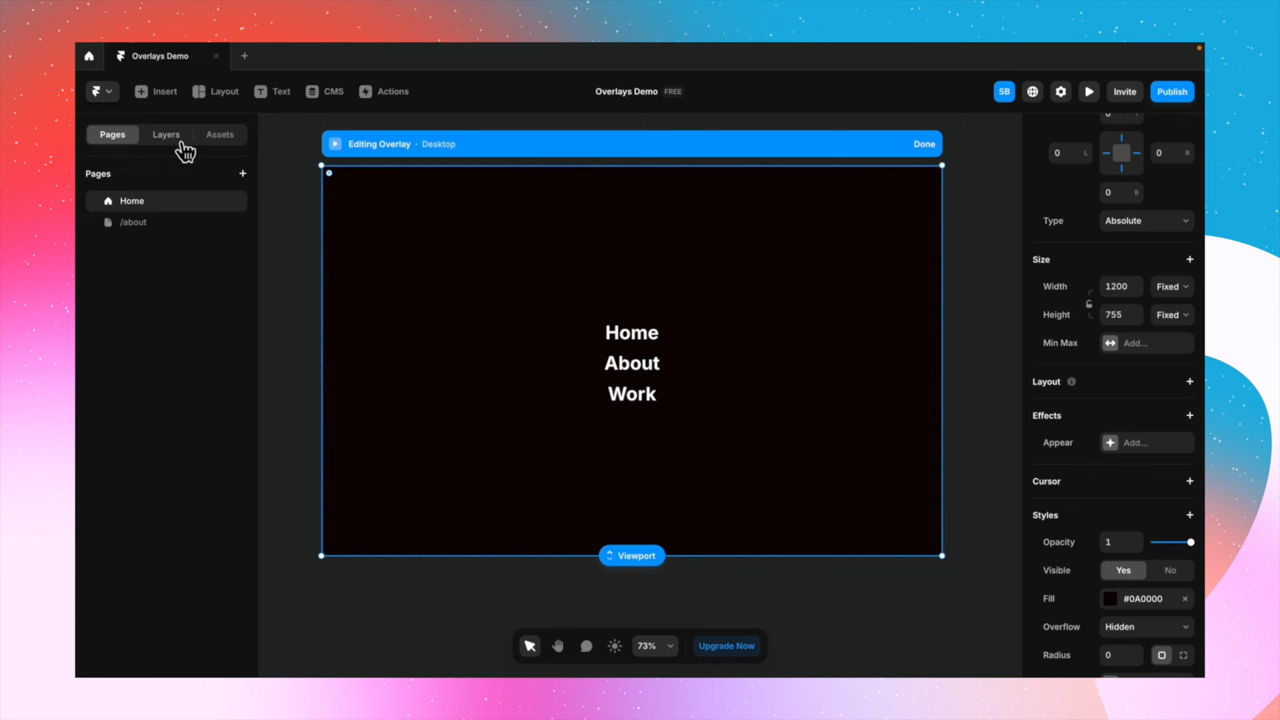 Overlays Demo
Insert
Layout
Text
CMS
Actions
Overlays Demo FREE
SB
Invite
Publish
Pages
Layers
Assets
Pages
Home
/about
Editing Overlay · Desktop
Done
Home
About
Work
Viewport
73%
Upgrade Now
0 T
0 L
0 R
0 B
Type Absolute
Size
Width 1200 Fixed
Height 755 Fixed
Min Max Add...
Layout
Effects
Appear Add...
Cursor
Styles
Opacity 1
Visible Yes No
Fill #0A0000
Overflow Hidden
Radius 0